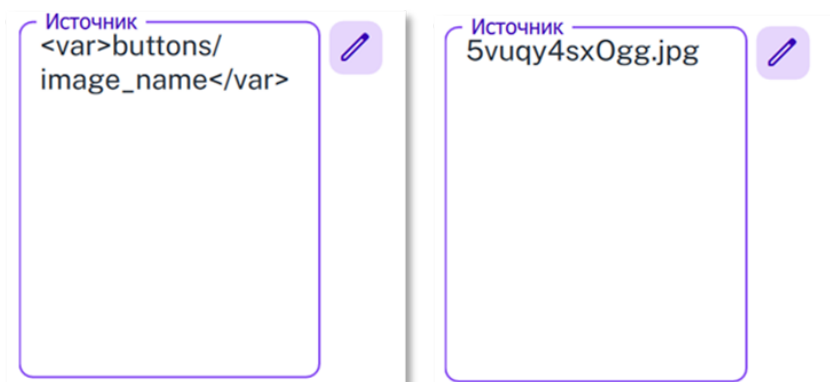 Источник
<var>buttons/
image_name</var>
Источник
5vuqy4sxOgg.jpg